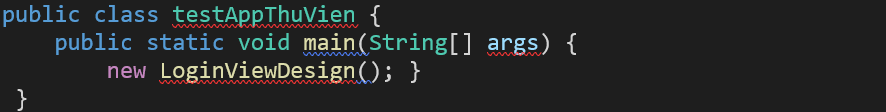 public class testAppThuVien {
public static void main(String[] args) {
new LoginViewDesign(); }
}